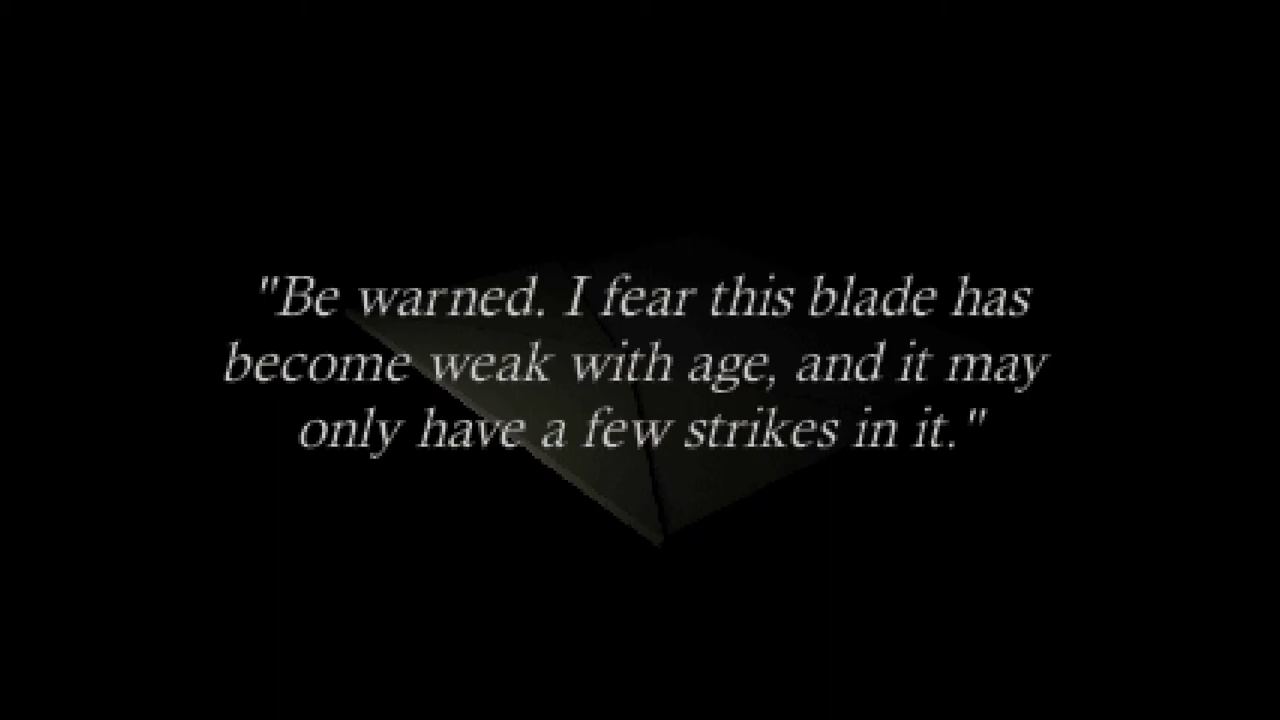 "Be warned. I fear this blade has
become weak with age, and it may
only have a few strikes in it."